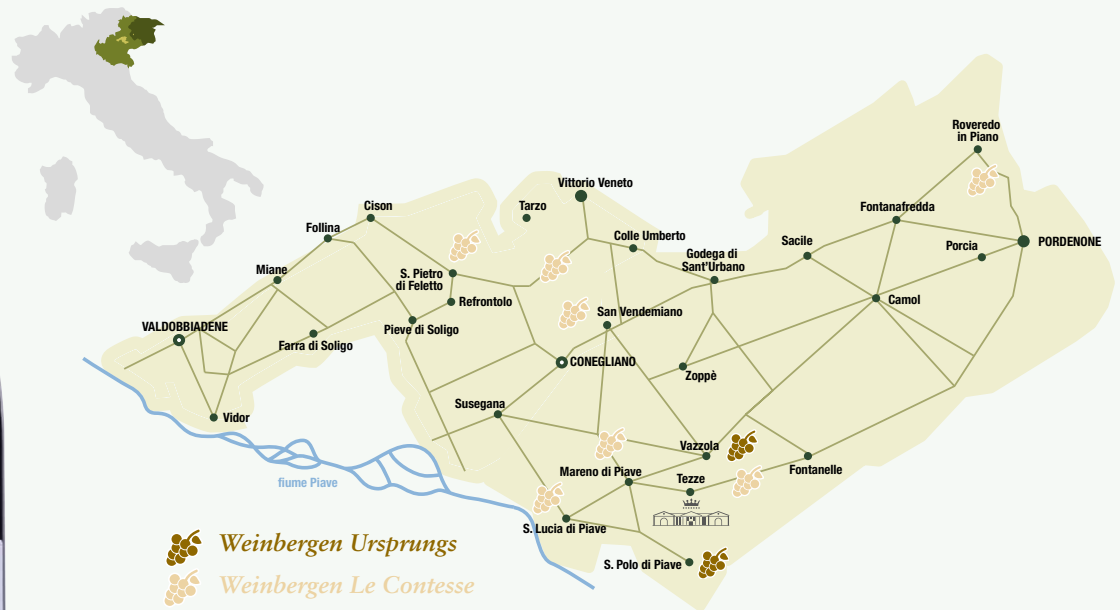 Roveredo
in Piano
Vittorio Veneto
Cison
Tarzo
Fontanafredda
Follina
Colle Umberto
Sacile
Porcia
PORDENONE
Godega di
Sant'Urbano
Miane
S. Pietro
di Feletto
Refrontolo
Camol
San Vendemiano
VALDOBBIADENE
Pieve di Soligo
Farra di Soligo
CONEGLIANO
Zoppè
Susegana
Vidor
Vazzola
Mareno di Piave
Fontanelle
Tezze
fiume Piave
S. Lucia di Piave
S. Polo di Piave
Weinbergen Ursprungs
Weinbergen Le Contesse